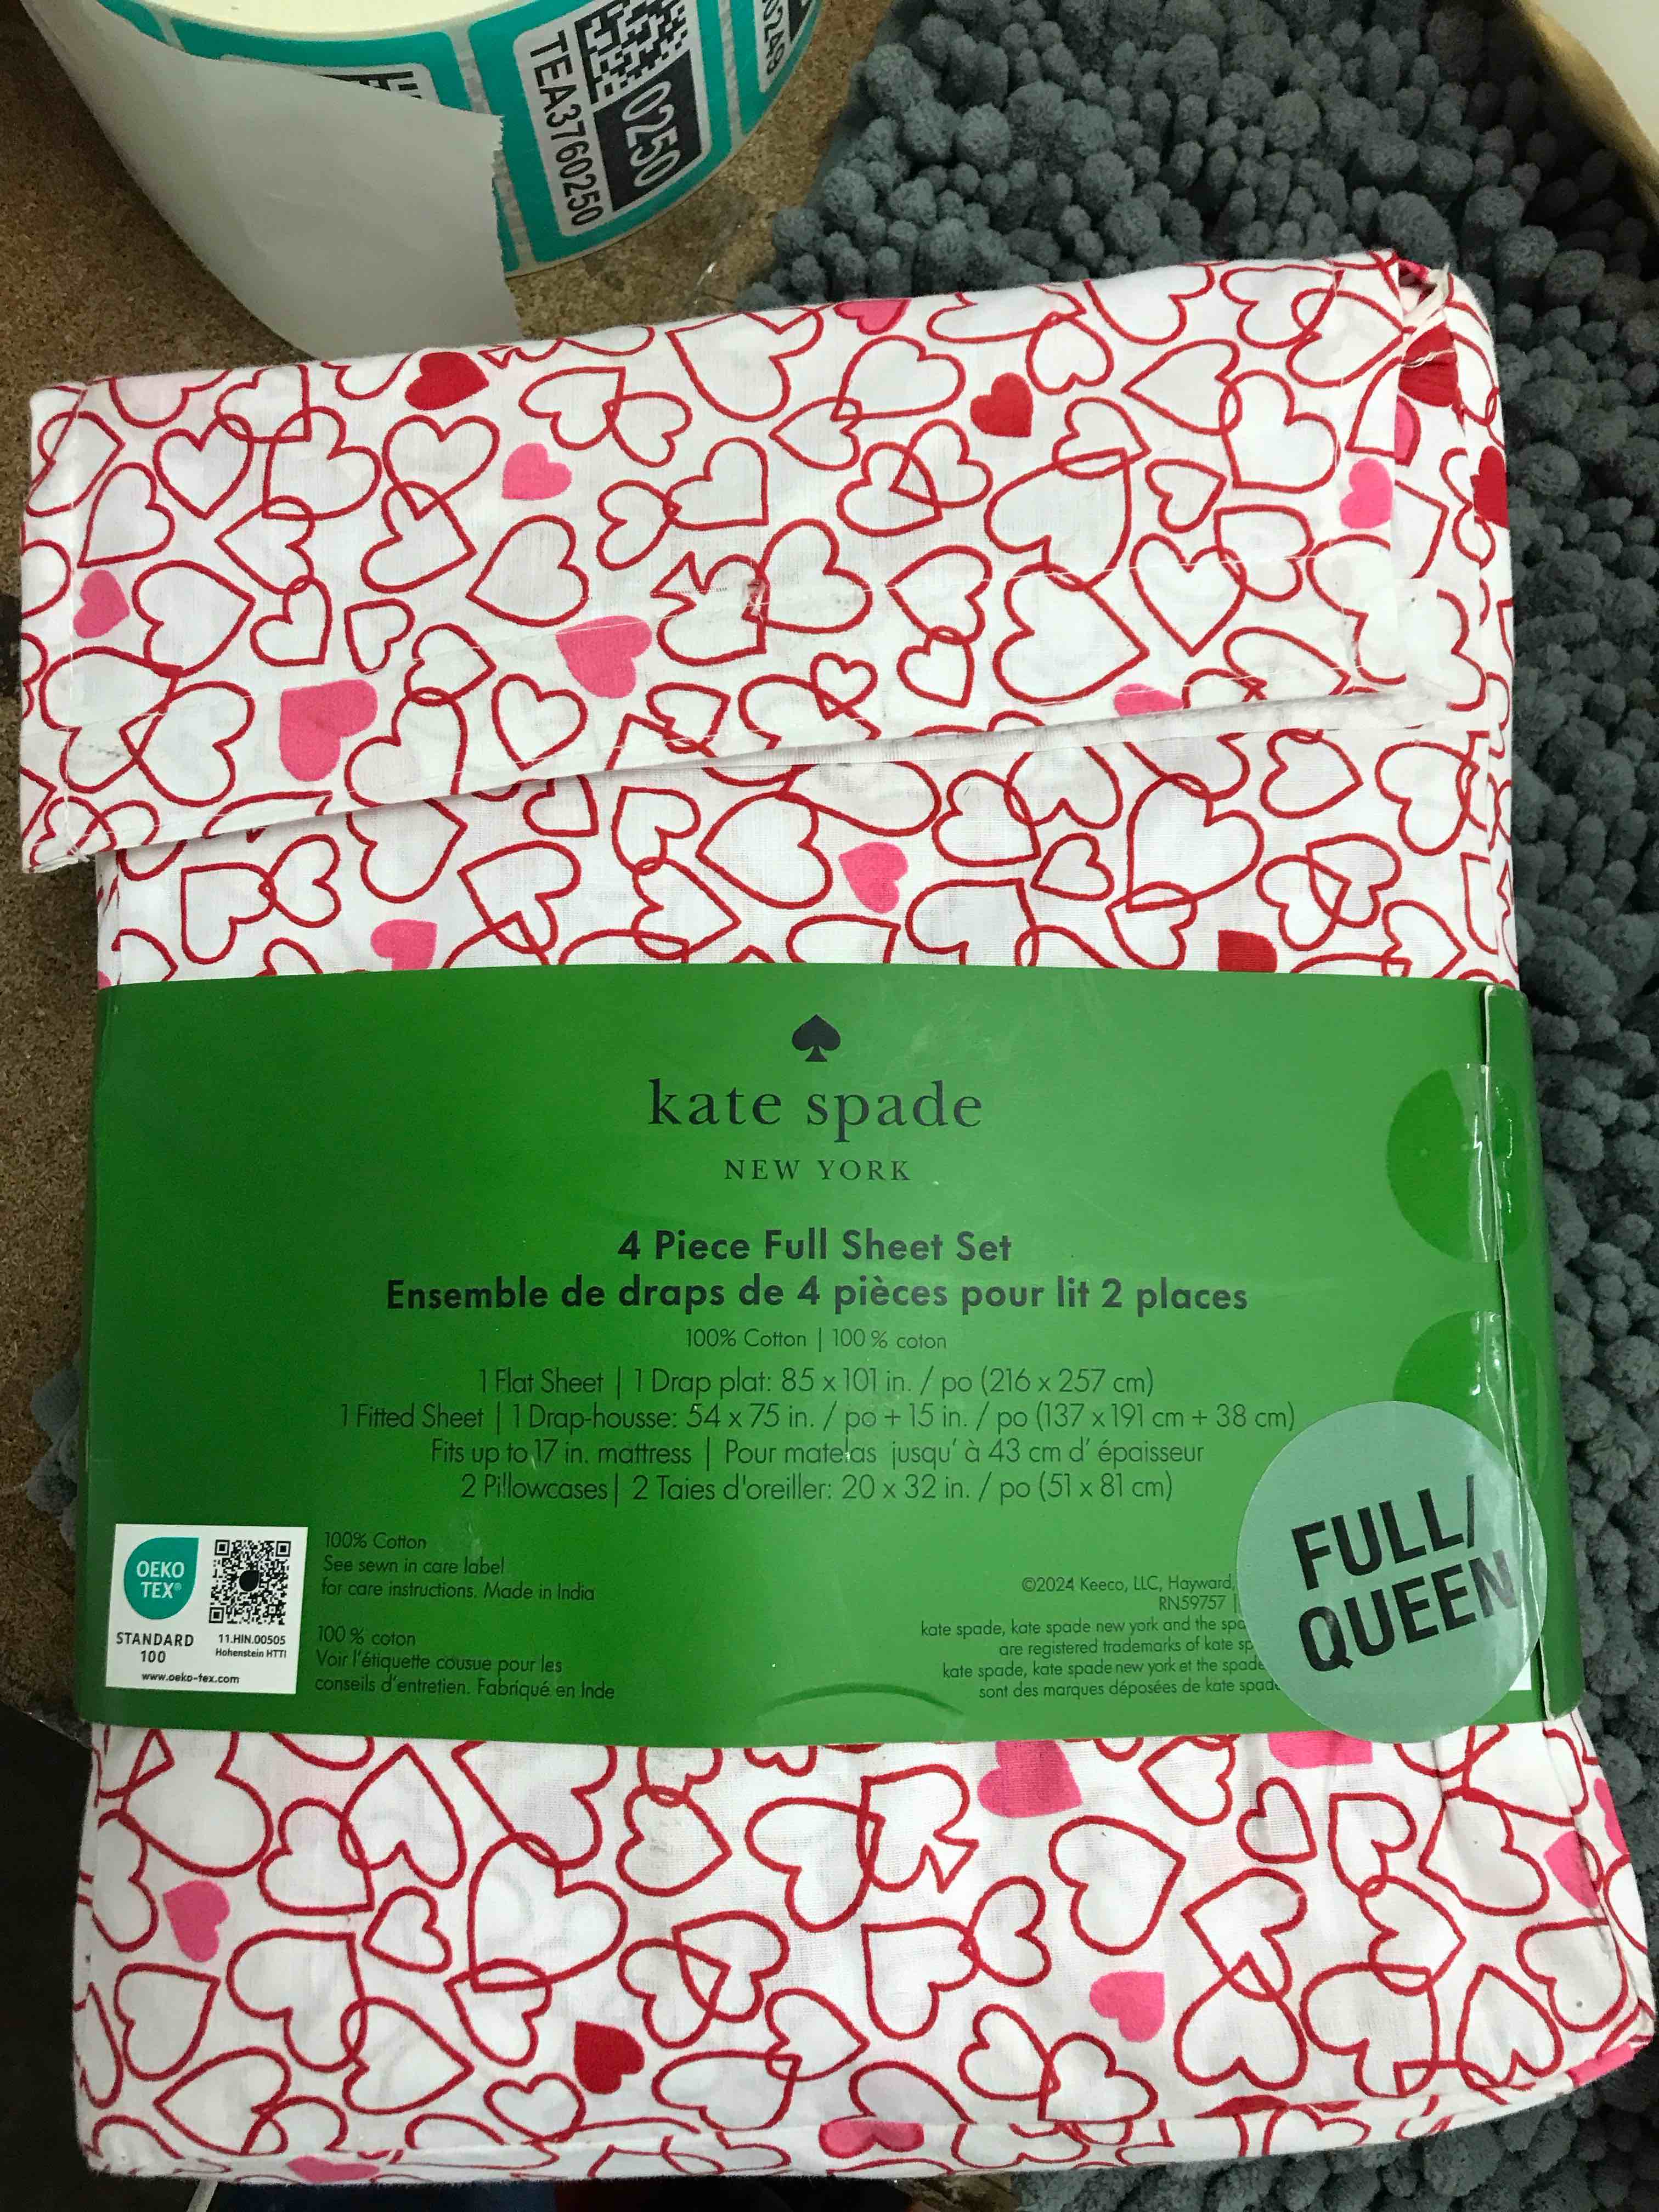 TEA3760250
0250
0249
kate spade
NEW YORK
4 Piece Full Sheet Set
Ensemble de draps de 4 pièces pour lit 2 places
100% Cotton | 100 % coton
1 Flat Sheet | 1 Drap plat: 85 x 101 in. / po (216 x 257 cm)
1 Fitted Sheet | 1 Drap-housse: 54 x 75 in. / po + 15 in. / po (137 x 191 cm + 38 cm)
Fits up to 17 in. mattress | Pour matelas jusqu' à 43 cm d' épaisseur
2 Pillowcases| 2 Taies d'oreiller: 20 x 32 in. / po (51 x 81 cm)
OEKO
TEX®
STANDARD
100
11.HIN.00505
Hohenstein HTTI
www.oeko-tex.com
100% Cotton
See sewn in care label
for care instructions. Made in India
100 % coton
Voir l'étiquette cousue pour les
conseils d'entretien. Fabriqué en Inde
©2024 Keeco, LLC, Hayward,
RN59757 |
kate spade, kate spade new york and the
are registered trademarks of kate
kate spade, kate spade new york et the spade
sont des marques déposées de kate spade
FULL/
QUEEN